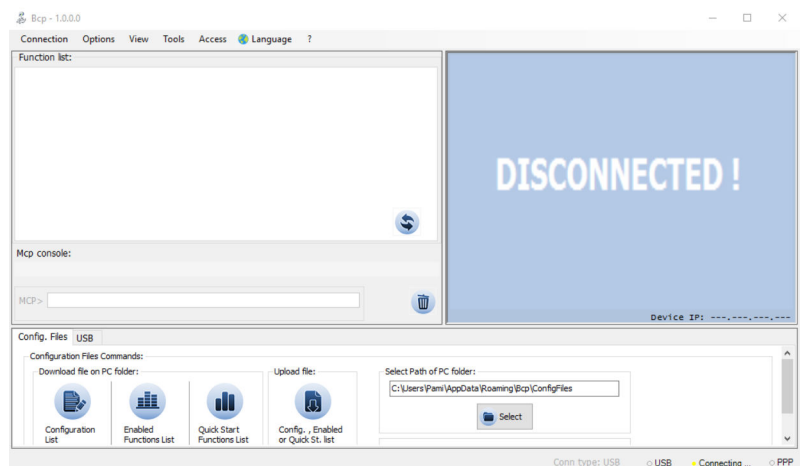 Bcp - 1.0.0.0
Connection Options View Tools Access Language ?
Function list:
DISCONNECTED !
Mcp console:
MCP>
Device IP: ---.---.---.---
Config. Files USB
Configuration Files Commands:
Download file on PC folder:
Upload file:
Select Path of PC folder:
C:\Users\Pami\AppData\Roaming\Bcp\ConfigFiles
Select
Configuration
List
Enabled
Functions List
Quick Start
Functions List
Config. , Enabled
or Quick St. list
Conn type: USB USB Connecting ... PPP